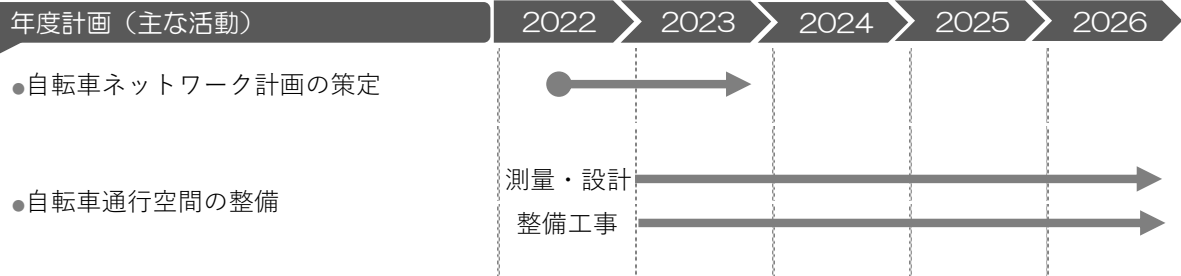 年度計画（主な活動） 2022 2023 2024 2025 2026
●自転車ネットワーク計画の策定
測量・設計
●自転車通行空間の整備
整備工事